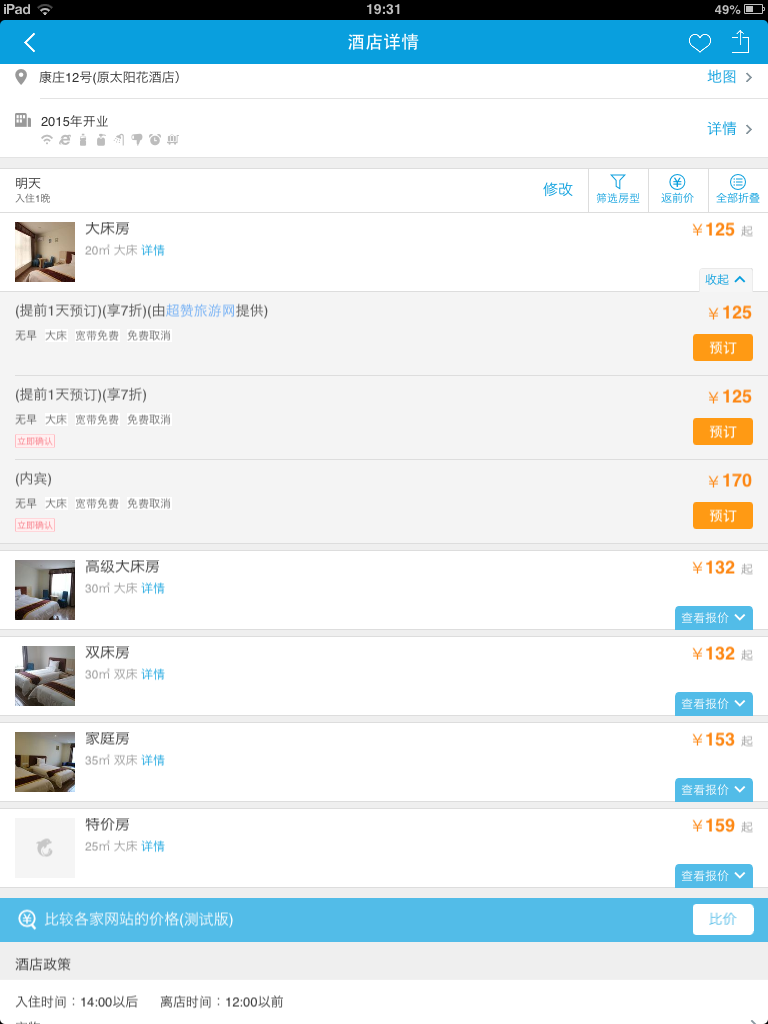 iPad 19:31 49%
酒店详情
康庄12号(原太阳花酒店) 地图
2015年开业 详情
明天
入住1晚
修改 筛选房型 返前价 全部折叠
大床房 ¥125 起
20㎡ 大床 详情
收起
(提前1天预订)(享7折)(由超赞旅游网提供) ¥125
无早 大床 宽带免费 免费取消 预订
(提前1天预订)(享7折) ¥125
无早 大床 宽带免费 免费取消 预订
立即确认
(内宾) ¥170
无早 大床 宽带免费 免费取消 预订
立即确认
高级大床房 ¥132 起
30㎡ 大床 详情
查看报价
双床房 ¥132 起
30㎡ 双床 详情
查看报价
家庭房 ¥153 起
35㎡ 双床 详情
查看报价
特价房 ¥159 起
25㎡ 大床 详情
查看报价
比较各家网站的价格(测试版) 比价
酒店政策
入住时间：14:00以后 离店时间：12:00以前